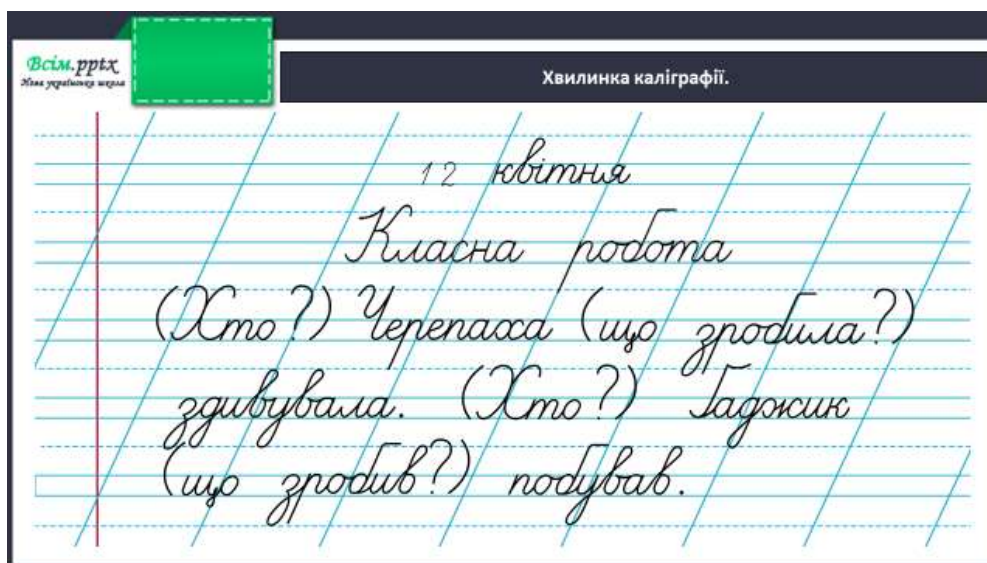 Всім.pptx
Нова українська школа
Хвилинка каліграфії.
12 квітня
Класна робота
(Хто?) Черепаха (що зробила?)
здивувала. (Хто?) Гаджик
(що зробив?) побував.